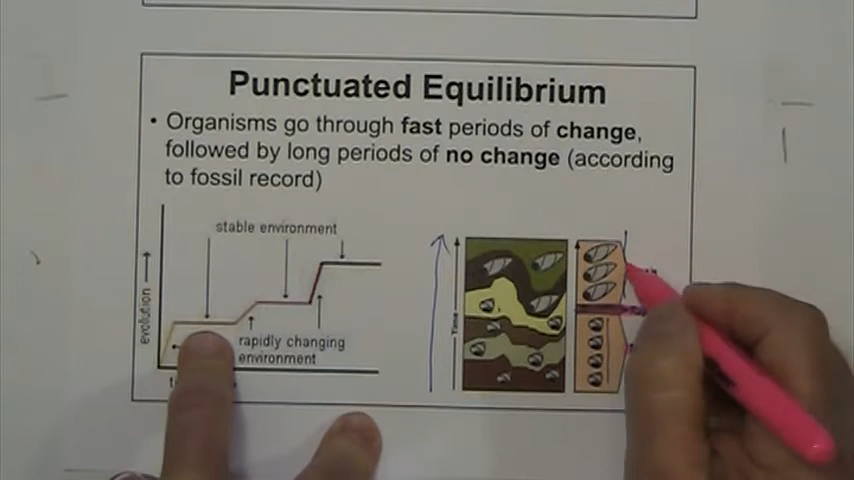 Punctuated Equilibrium
• Organisms go through fast periods of change,
followed by long periods of no change (according
to fossil record)
stable environment
evolution
rapidly changing
environment
Time